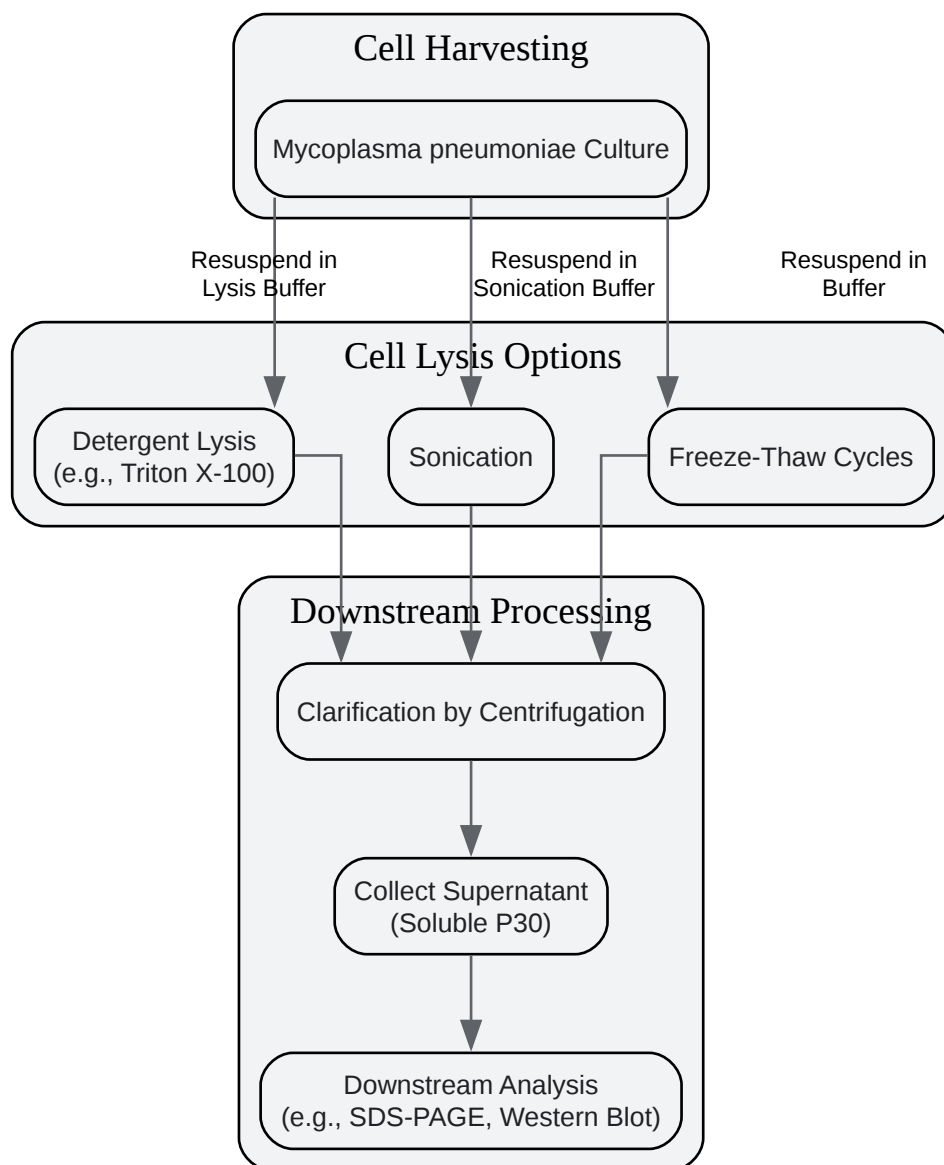 Cell Harvesting
Mycoplasma pneumoniae Culture
Resuspend in
Lysis Buffer
Resuspend in
Sonication Buffer
Resuspend in
Buffer
Cell Lysis Options
Detergent Lysis
(e.g., Triton X-100)
Sonication
Freeze-Thaw Cycles
Downstream Processing
Clarification by Centrifugation
Collect Supernatant
(Soluble P30)
Downstream Analysis
(e.g., SDS-PAGE, Western Blot)